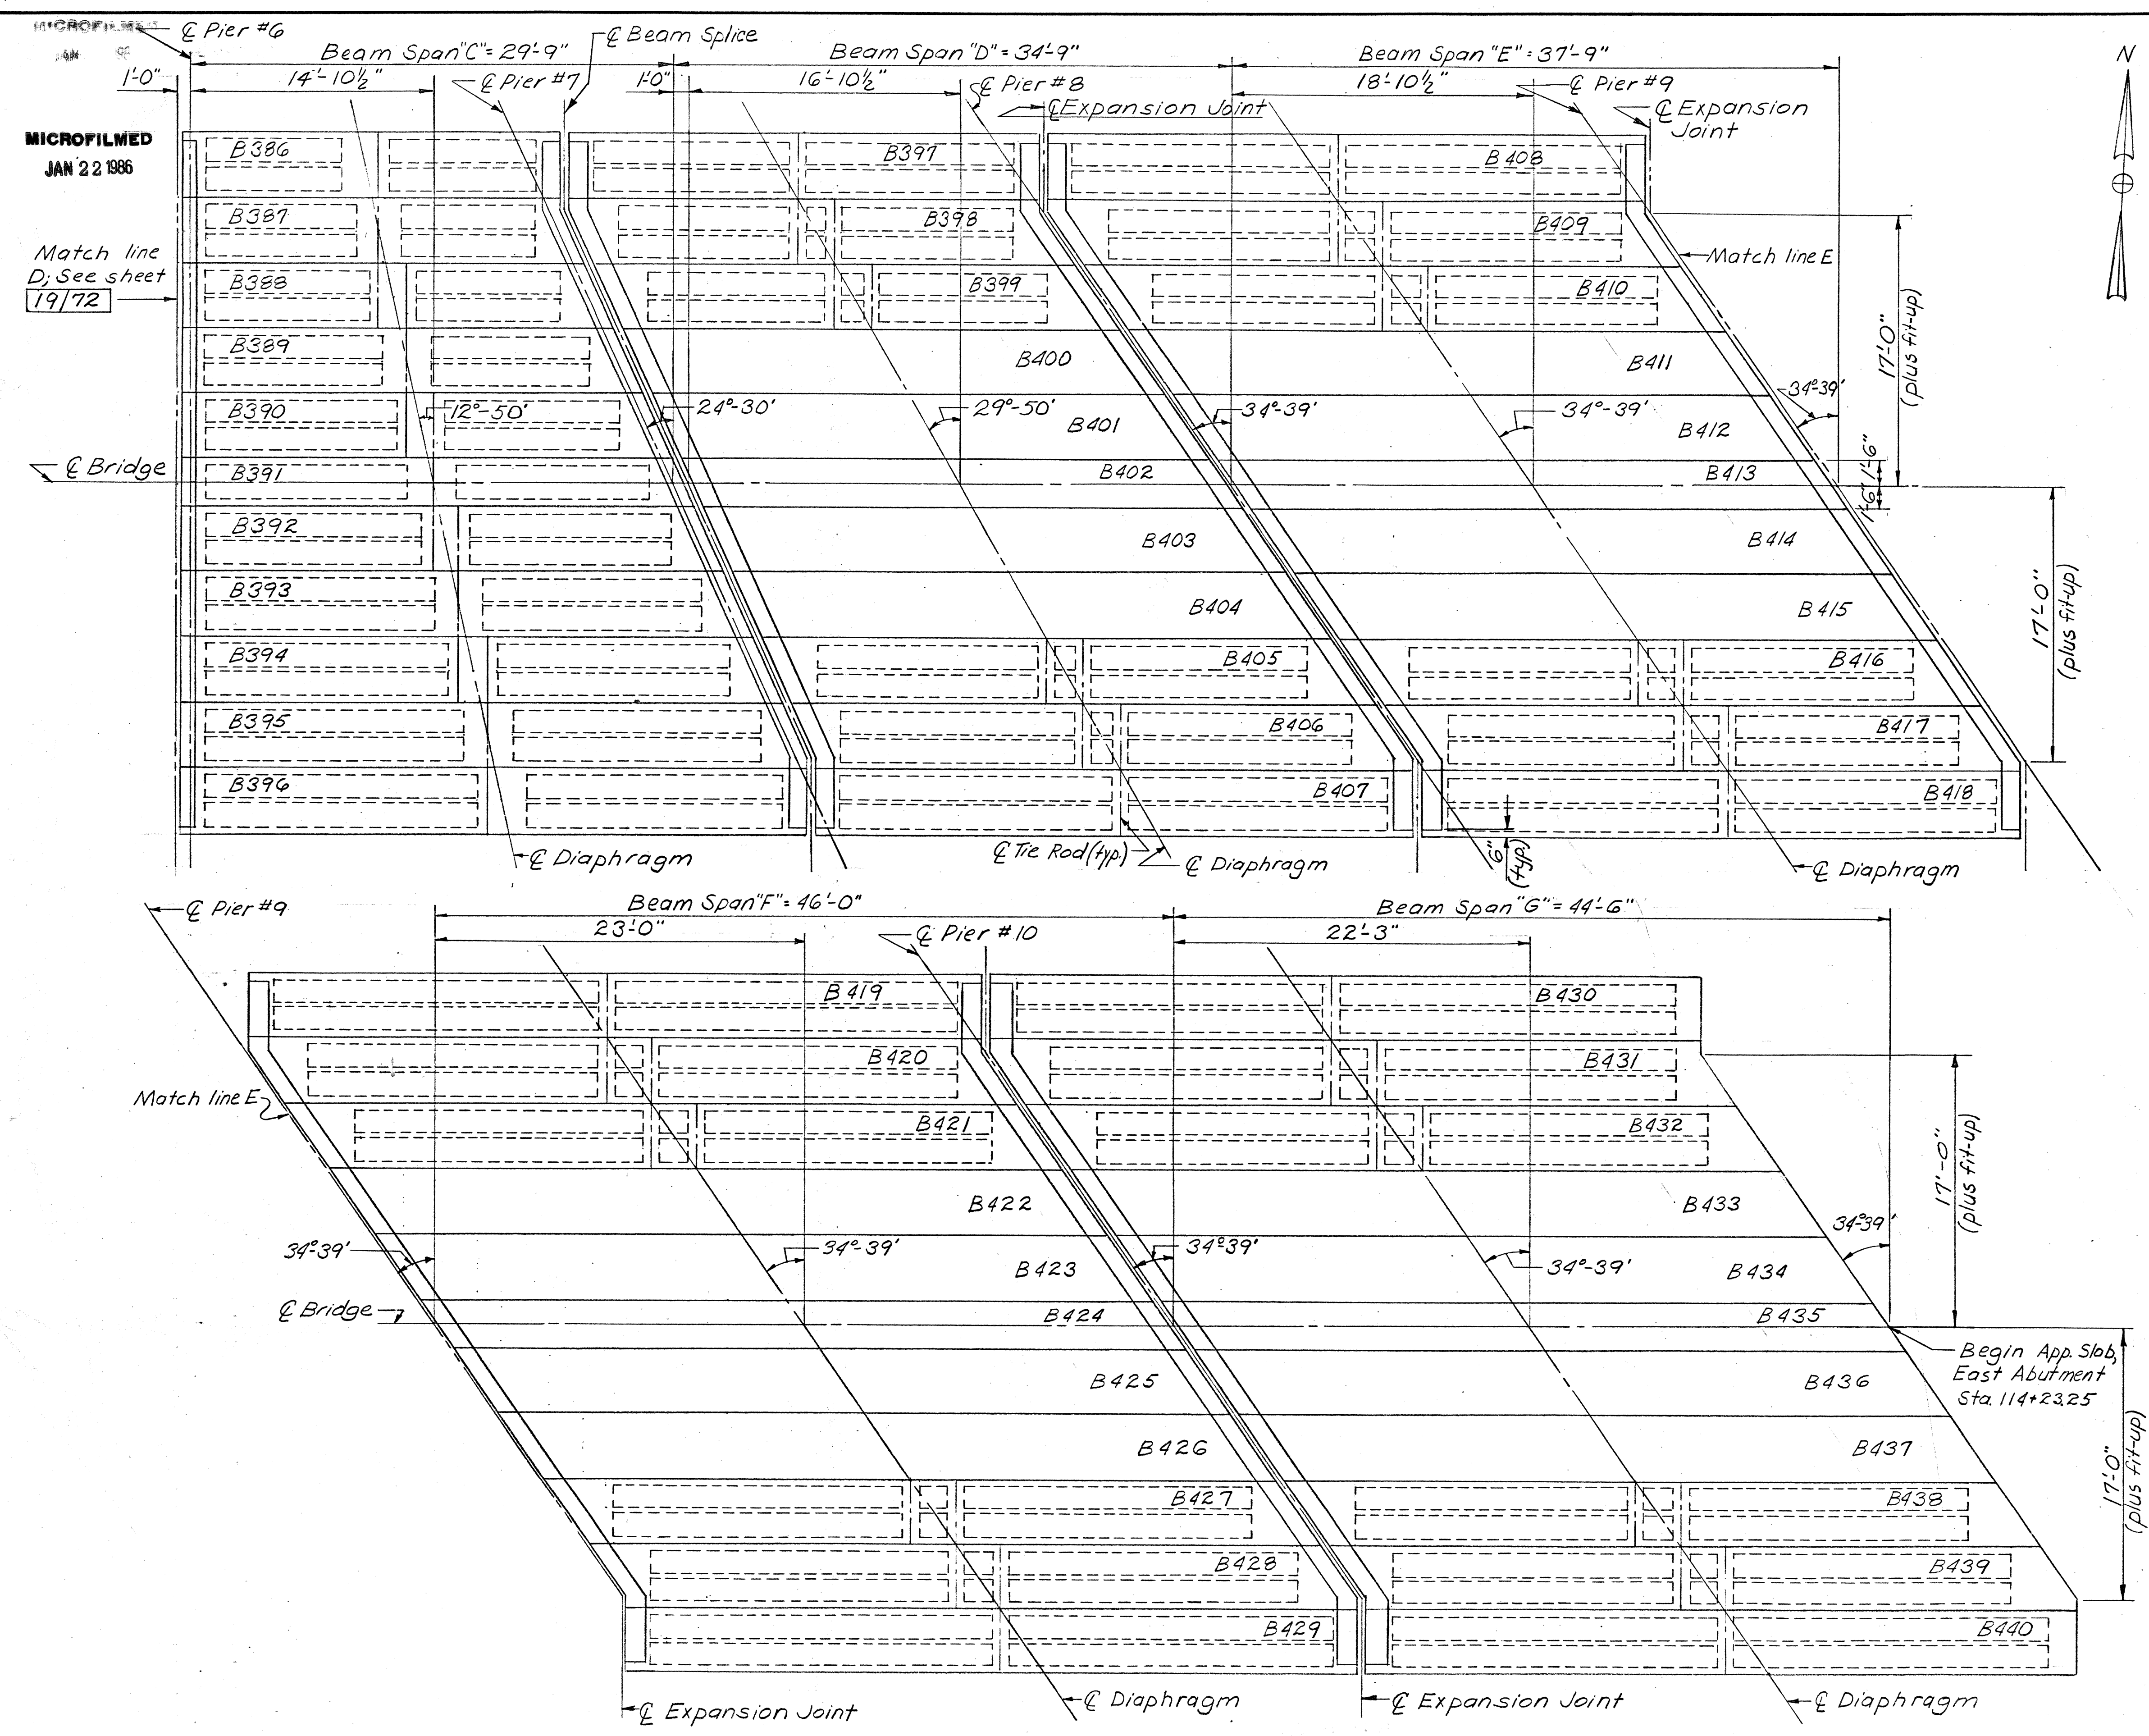 MICROFILMED
JAN
℄ Pier #6
Beam Span "C" = 29'-9"
℄ Beam Splice
Beam Span "D" = 34'-9"
Beam Span "E" = 37'-9"
N
1'-0"
14'-10½"
℄ Pier #7
1'-0"
16'-10½"
℄ Pier #8
18'-10½"
℄ Pier #9
℄ Expansion Joint
℄ Expansion
Joint
MICROFILMED
JAN 22 1986
B386
B397
B408
B387
B398
B409
Match line
D; See sheet
19/72
Match line E
B388
B399
B410
B389
B400
B411
17'-0"
(plus fit-up)
34°-39'
B390
12°-50'
24°-30'
29°-50'
B401
34°-39'
34°-39'
B412
℄ Bridge
B391
B402
B413
1'-6"
1'-6"
B392
B403
B414
B393
B404
B415
17'-0"
(plus fit-up)
B394
B405
B416
B395
B406
B417
B396
B407
B418
℄ Diaphragm
℄ Tie Rod (typ.)
℄ Diaphragm
6"
(typ.)
℄ Diaphragm
℄ Pier #9
Beam Span "F" = 46'-0"
Beam Span "G" = 44'-6"
23'-0"
℄ Pier #10
22'-3"
B419
B430
B420
B431
Match line E
B421
B432
17'-0"
(plus fit-up)
B422
B433
34°-39'
34°-39'
34°39'
34°-39'
34°39'
B423
B434
℄ Bridge
B424
B435
Begin App. Slab,
East Abutment
Sta. 114+23.25
B425
B436
B426
B437
17'-0"
(plus fit-up)
B427
B438
B428
B439
B429
B440
℄ Expansion Joint
℄ Diaphragm
℄ Expansion Joint
℄ Diaphragm